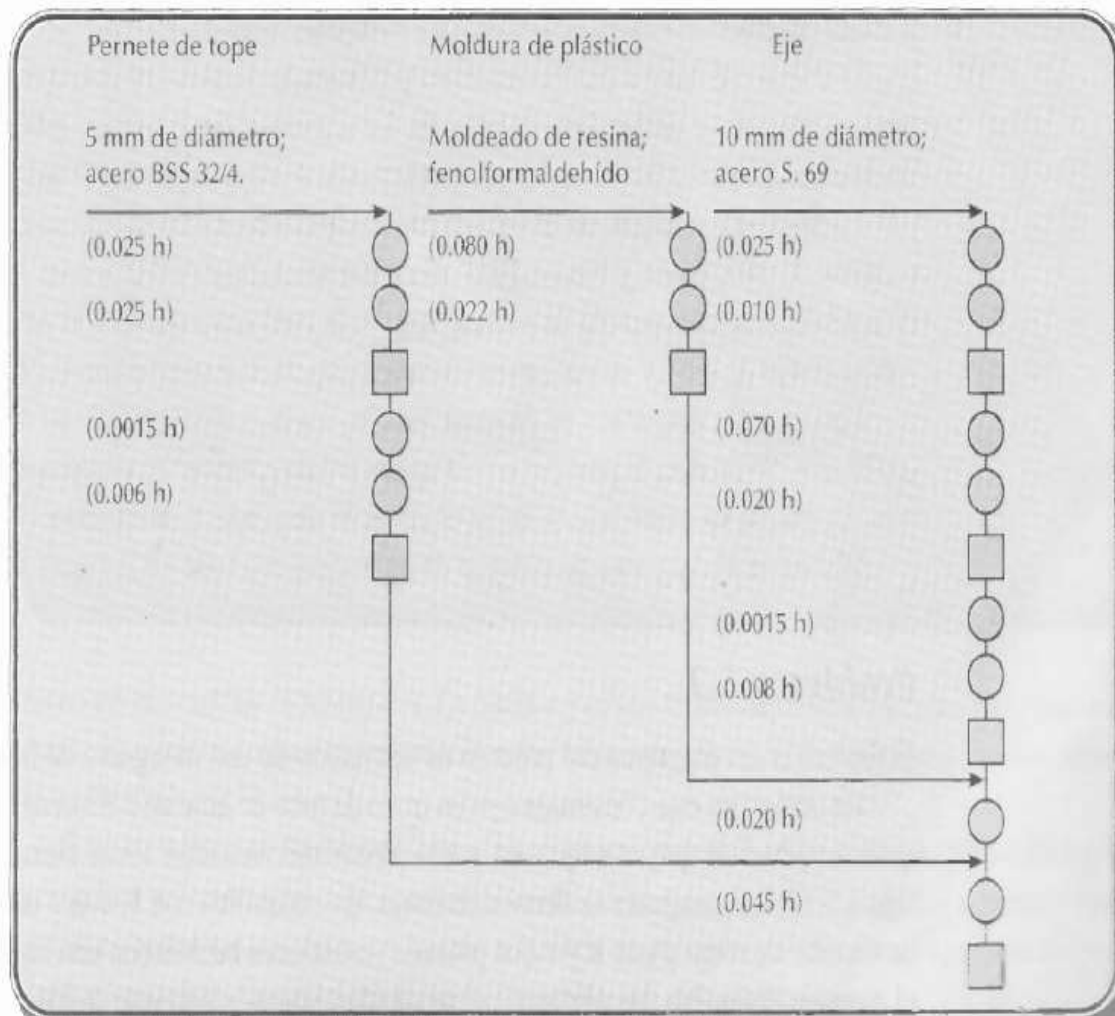 Pernete de tope
Moldura de plástico
Eje
5 mm de diámetro;
acero BSS 32/4.
Moldeado de resina;
fenolformaldehído
10 mm de diámetro;
acero S. 69
(0.025 h)
(0.080 h)
(0.025 h)
(0.025 h)
(0.022 h)
(0.010 h)
(0.0015 h)
(0.070 h)
(0.006 h)
(0.020 h)
(0.0015 h)
(0.008 h)
(0.020 h)
(0.045 h)